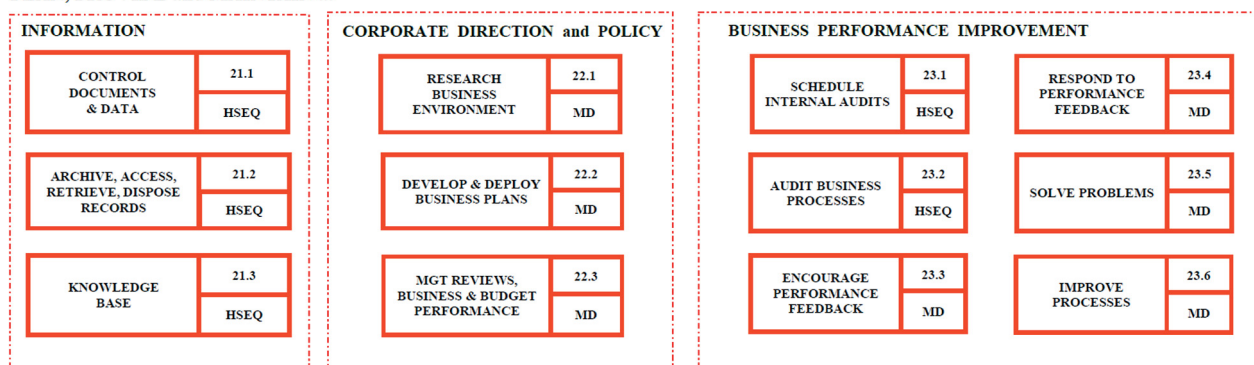 INFORMATION
CONTROL
DOCUMENTS
& DATA
21.1
HSEQ
ARCHIVE, ACCESS,
RETRIEVE, DISPOSE
RECORDS
21.2
HSEQ
KNOWLEDGE
BASE
21.3
HSEQ
CORPORATE DIRECTION and POLICY
RESEARCH
BUSINESS
ENVIRONMENT
22.1
MD
DEVELOP & DEPLOY
BUSINESS PLANS
22.2
MD
MGT REVIEWS,
BUSINESS & BUDGET
PERFORMANCE
22.3
MD
BUSINESS PERFORMANCE IMPROVEMENT
SCHEDULE
INTERNAL AUDITS
23.1
HSEQ
AUDIT BUSINESS
PROCESSES
23.2
HSEQ
ENCOURAGE
PERFORMANCE
FEEDBACK
23.3
MD
RESPOND TO
PERFORMANCE
FEEDBACK
23.4
MD
SOLVE PROBLEMS
23.5
MD
IMPROVE
PROCESSES
23.6
MD